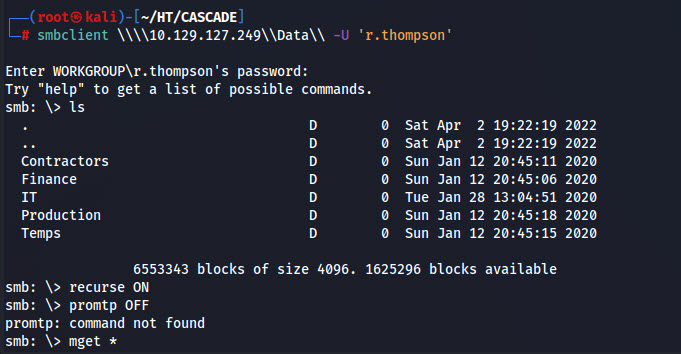 (root㉿kali)-[~/HT/CASCADE]
# smbclient \\\\10.129.127.249\\Data\\ -U 'r.thompson'
Enter WORKGROUP\r.thompson's password:
Try "help" to get a list of possible commands.
smb: \> ls
. D 0 Sat Apr 2 19:22:19 2022
.. D 0 Sat Apr 2 19:22:19 2022
Contractors D 0 Sun Jan 12 20:45:11 2020
Finance D 0 Sun Jan 12 20:45:06 2020
IT D 0 Tue Jan 28 13:04:51 2020
Production D 0 Sun Jan 12 20:45:18 2020
Temps D 0 Sun Jan 12 20:45:15 2020
6553343 blocks of size 4096. 1625296 blocks available
smb: \> recurse ON
smb: \> promtp OFF
promtp: command not found
smb: \> mget *